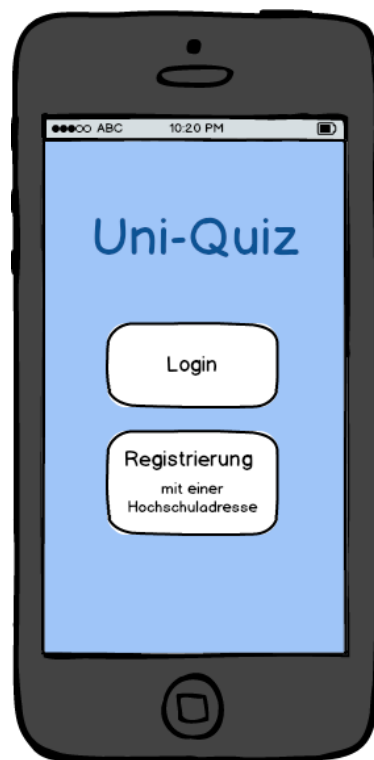 ABC 10:20 PM
Uni-Quiz
Login
Registrierung
mit einer
Hochschuladresse